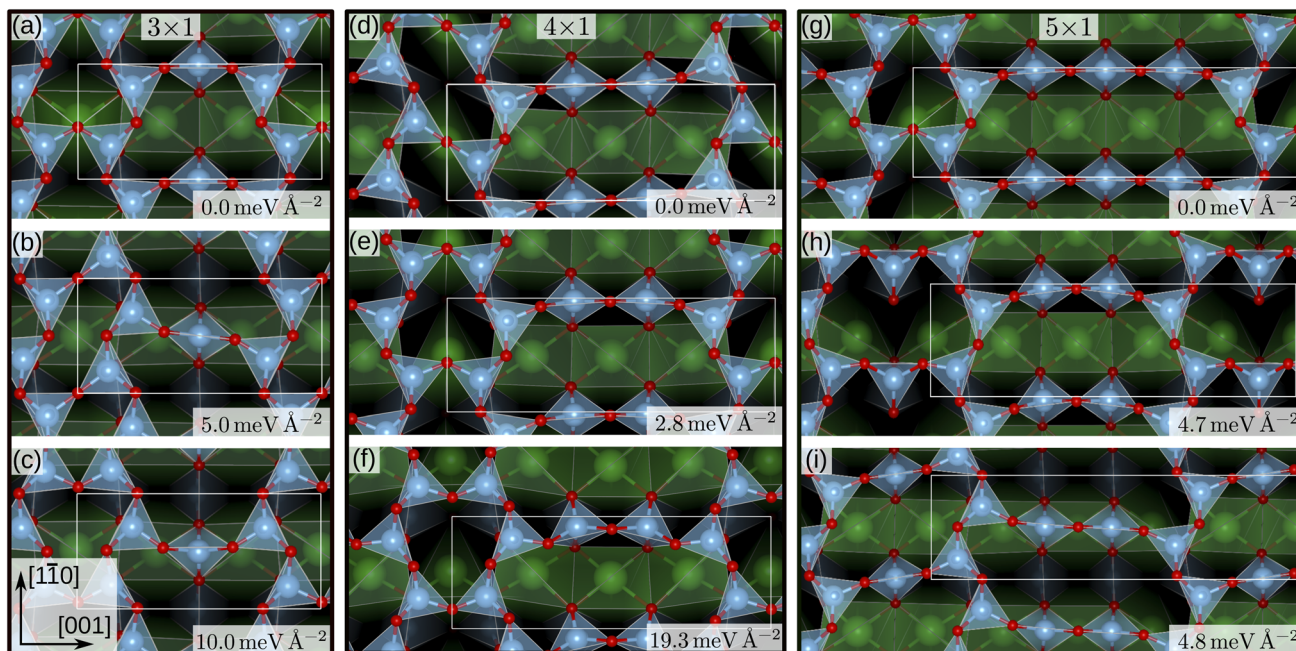 (a) 3×1
0.0 meV Å⁻²
(b)
5.0 meV Å⁻²
(c)
[11̄0]
[001]
10.0 meV Å⁻²
(d) 4×1
0.0 meV Å⁻²
(e)
2.8 meV Å⁻²
(f)
19.3 meV Å⁻²
(g) 5×1
0.0 meV Å⁻²
(h)
4.7 meV Å⁻²
(i)
4.8 meV Å⁻²